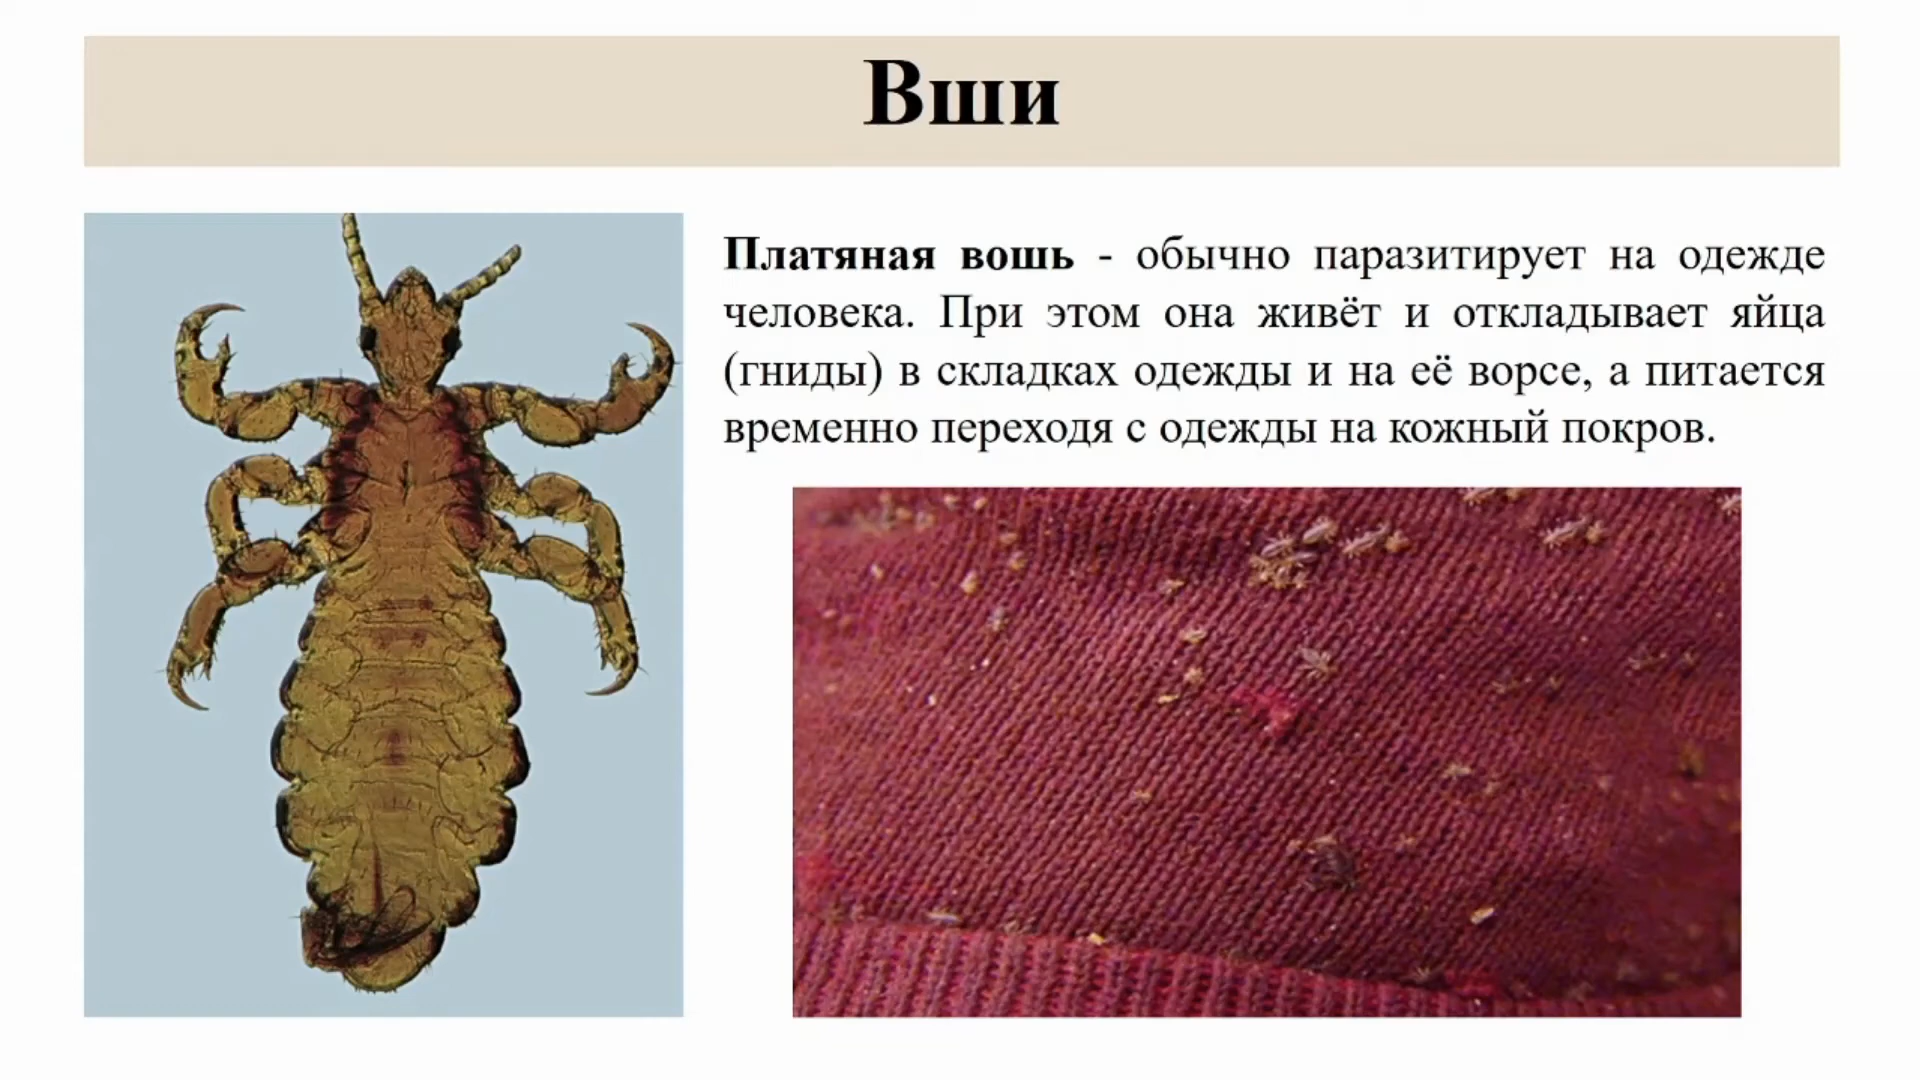 Вши
Платяная вошь - обычно паразитирует на одежде
человека. При этом она живёт и откладывает яйца
(гниды) в складках одежды и на её ворсе, а питается
временно переходя с одежды на кожный покров.